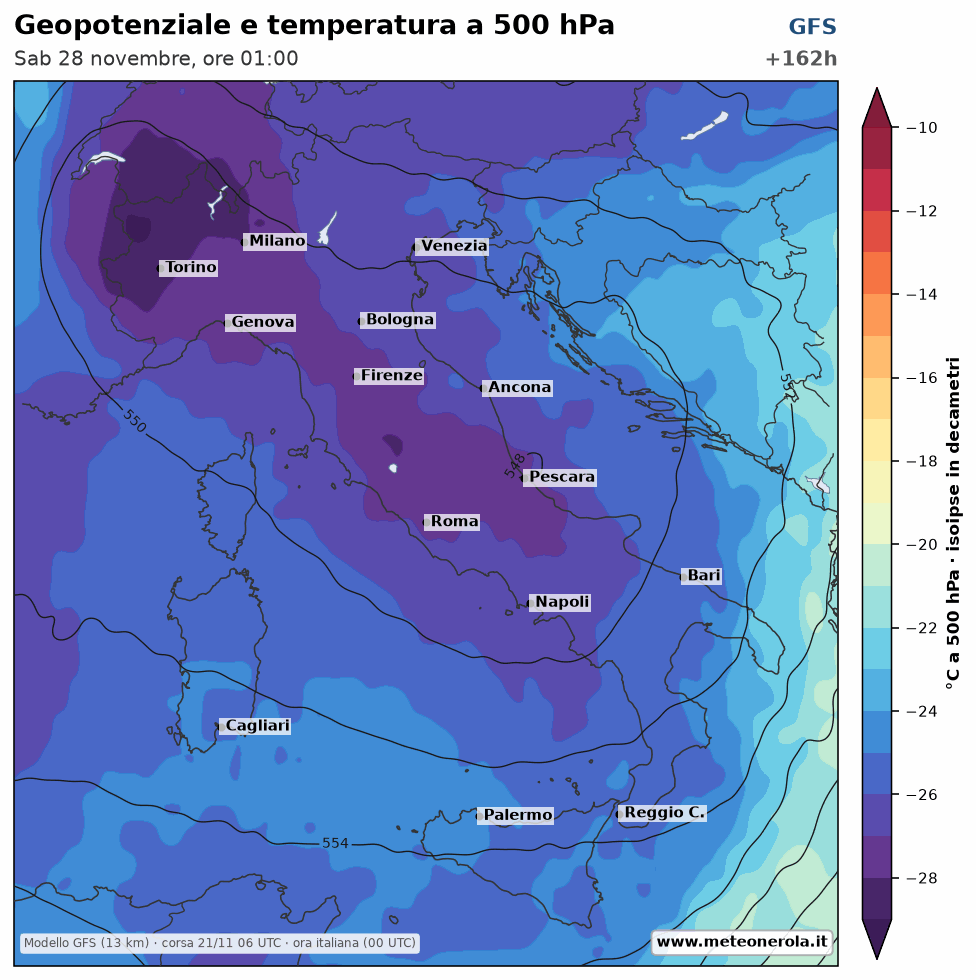 Geopotenziale e temperatura a 500 hPa
GFS
Sab 28 novembre, ore 01:00
+162h
Milano
Venezia
Torino
Genova
Bologna
Firenze
Ancona
550
548
Pescara
Roma
Bari
Napoli
Cagliari
Palermo
Reggio C.
554
Modello GFS (13 km) · corsa 21/11 06 UTC · ora italiana (00 UTC)
www.meteonerola.it
−10
−12
−14
−16
−18
−20
−22
−24
−26
−28
°C a 500 hPa · isoipse in decametri